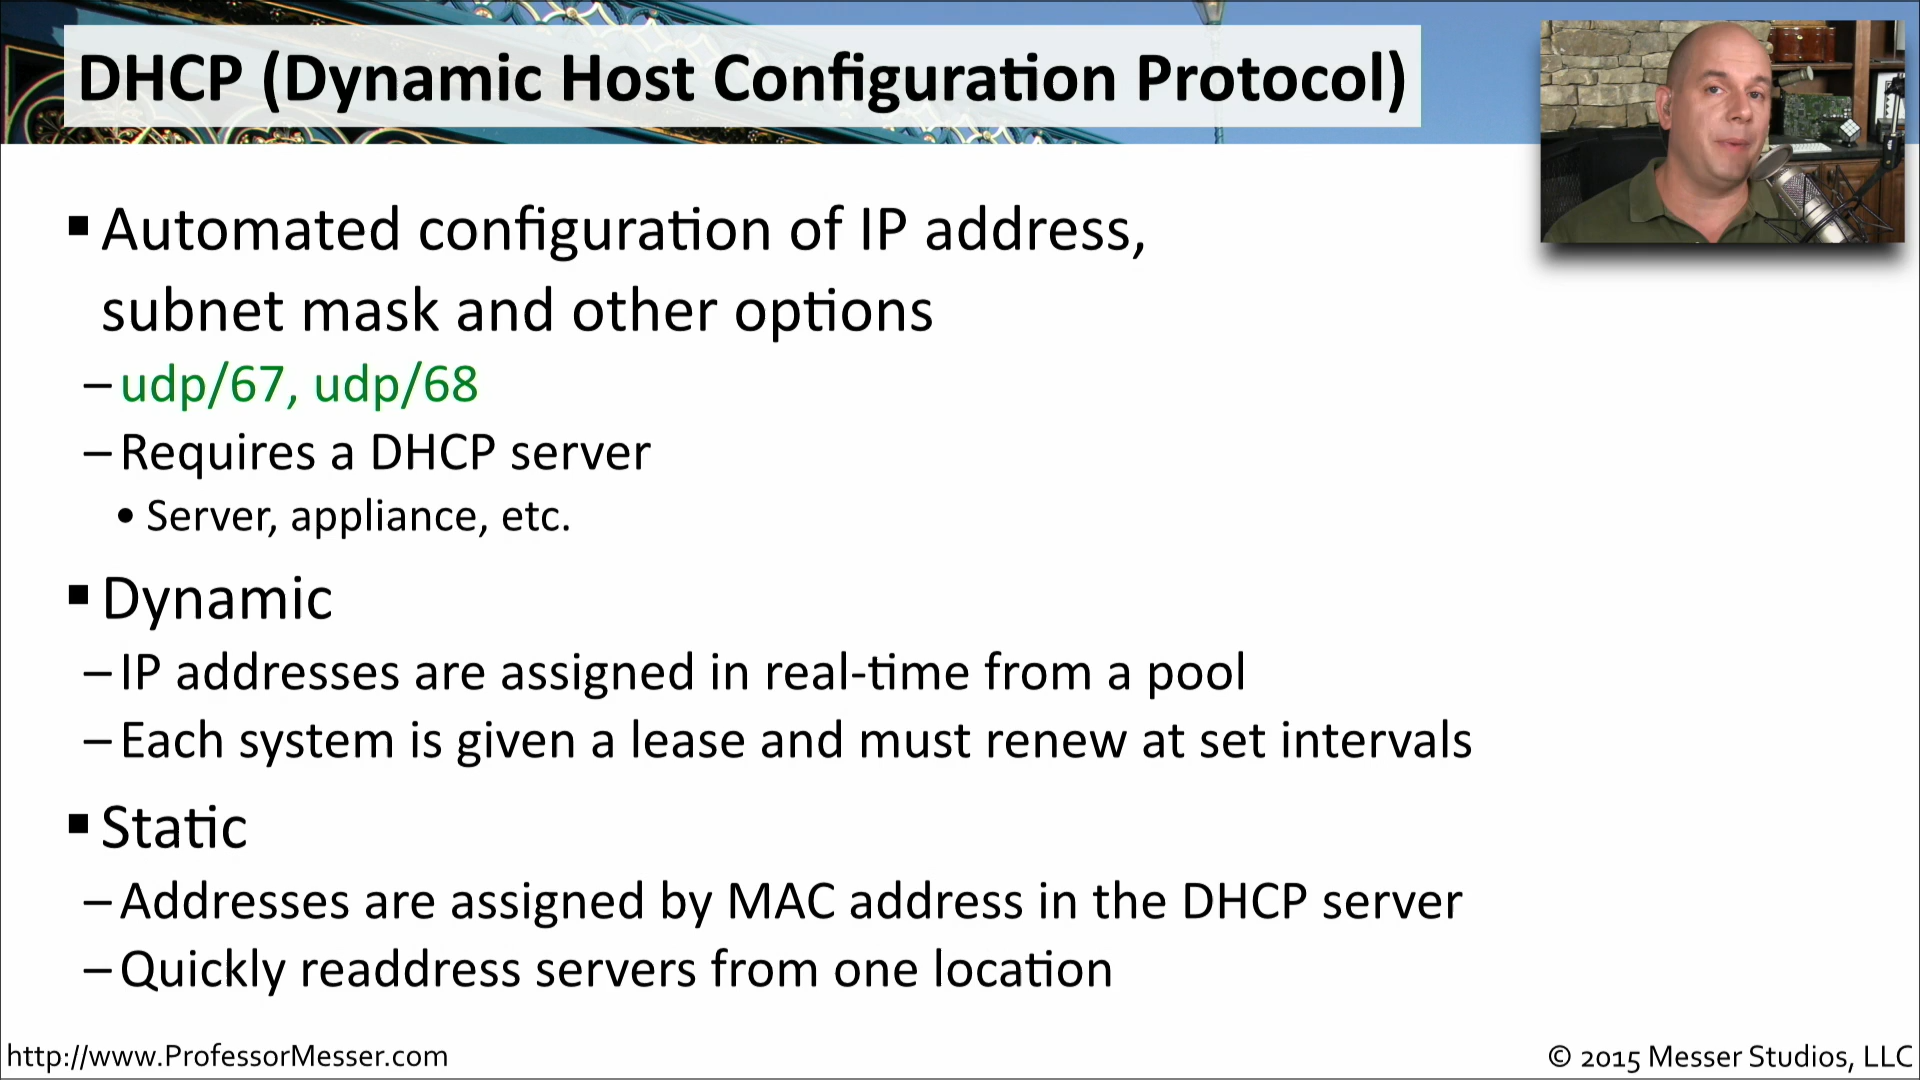 DHCP (Dynamic Host Configuration Protocol)
▪ Automated configuration of IP address,
subnet mask and other options
– udp/67, udp/68
– Requires a DHCP server
• Server, appliance, etc.
▪ Dynamic
– IP addresses are assigned in real-time from a pool
– Each system is given a lease and must renew at set intervals
▪ Static
– Addresses are assigned by MAC address in the DHCP server
– Quickly readdress servers from one location
http://www.ProfessorMesser.com
© 2015 Messer Studios, LLC